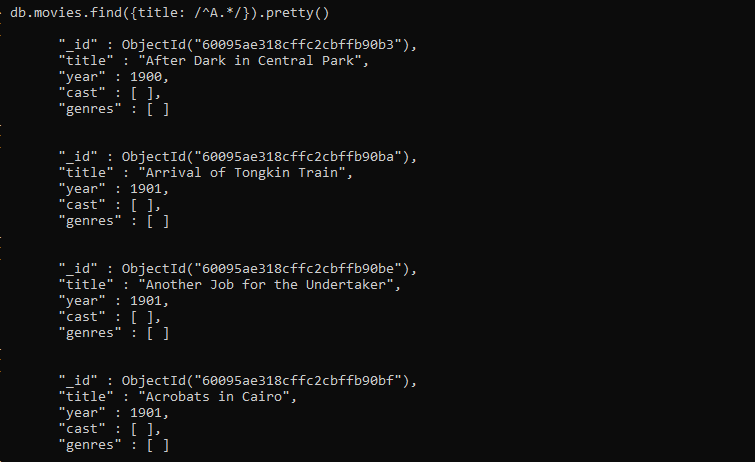 db.movies.find({title: /^A.*/}).pretty()
"_id" : ObjectId("60095ae318cffc2cbffb90b3"),
"title" : "After Dark in Central Park",
"year" : 1900,
"cast" : [ ],
"genres" : [ ]
"_id" : ObjectId("60095ae318cffc2cbffb90ba"),
"title" : "Arrival of Tongkin Train",
"year" : 1901,
"cast" : [ ],
"genres" : [ ]
"_id" : ObjectId("60095ae318cffc2cbffb90be"),
"title" : "Another Job for the Undertaker",
"year" : 1901,
"cast" : [ ],
"genres" : [ ]
"_id" : ObjectId("60095ae318cffc2cbffb90bf"),
"title" : "Acrobats in Cairo",
"year" : 1901,
"cast" : [ ],
"genres" : [ ]